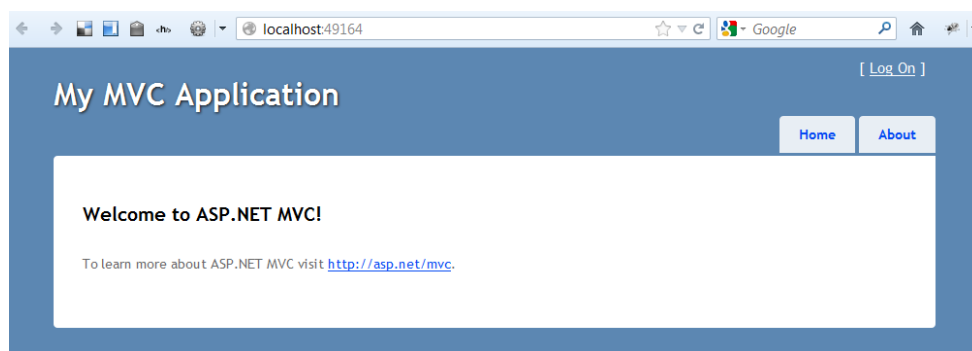 <h>
localhost:49164
Google
[ Log On ]
My MVC Application
Home
About
Welcome to ASP.NET MVC!
To learn more about ASP.NET MVC visit http://asp.net/mvc.